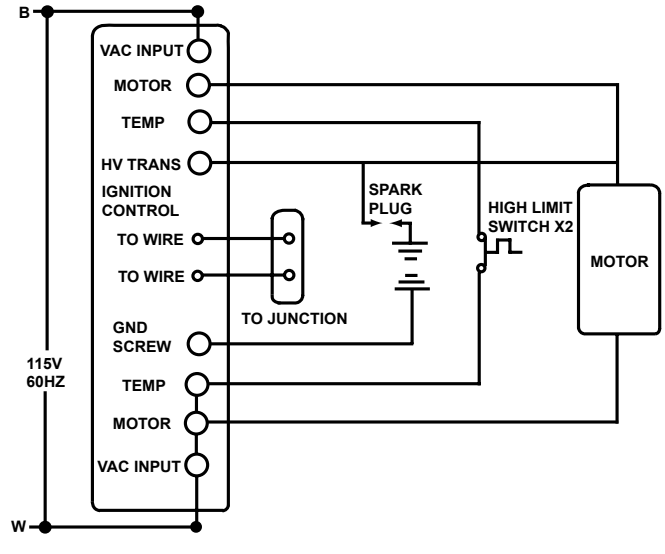 B
VAC INPUT
MOTOR
TEMP
HV TRANS
IGNITION
CONTROL
TO WIRE
TO WIRE
GND
SCREW
TEMP
MOTOR
VAC INPUT
W
115V
60HZ
TO JUNCTION
SPARK
PLUG
HIGH LIMIT
SWITCH X2
MOTOR